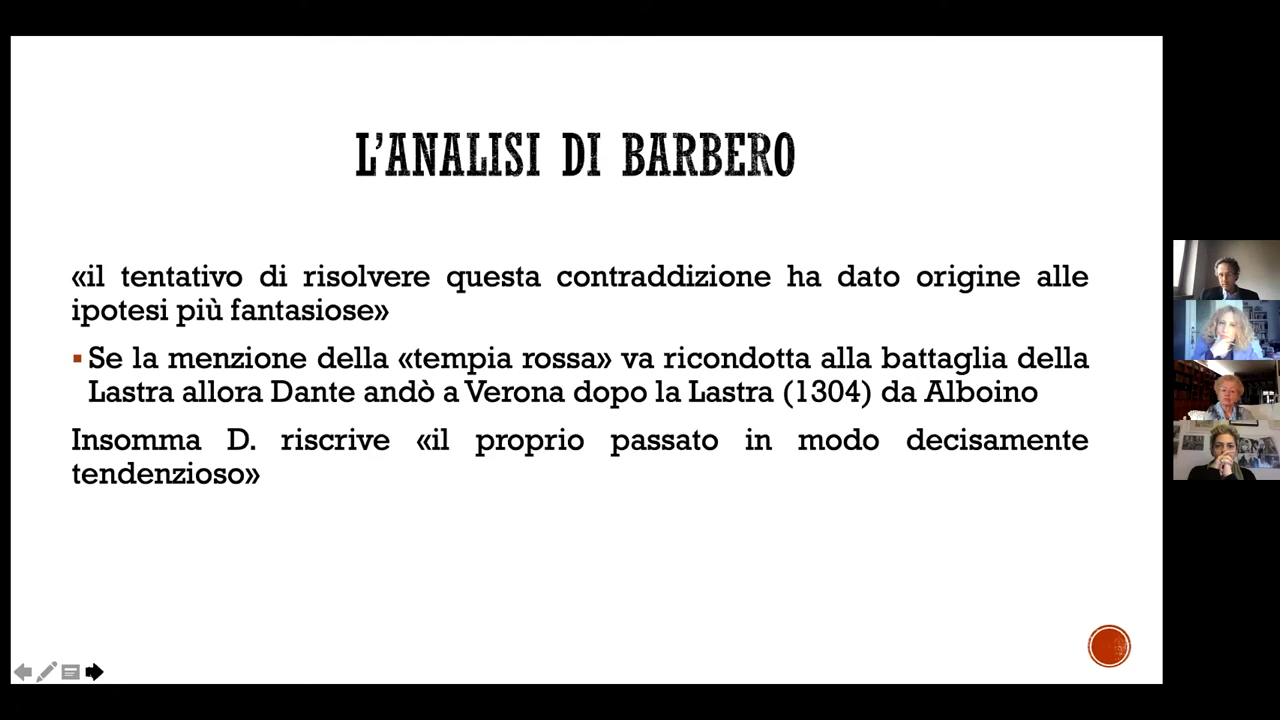 L'ANALISI DI BARBERO
«il tentativo di risolvere questa contraddizione ha dato origine alle
ipotesi più fantasiose»
▪ Se la menzione della «tempia rossa» va ricondotta alla battaglia della
Lastra allora Dante andò a Verona dopo la Lastra (1304) da Alboino
Insomma D. riscrive «il proprio passato in modo decisamente
tendenzioso»